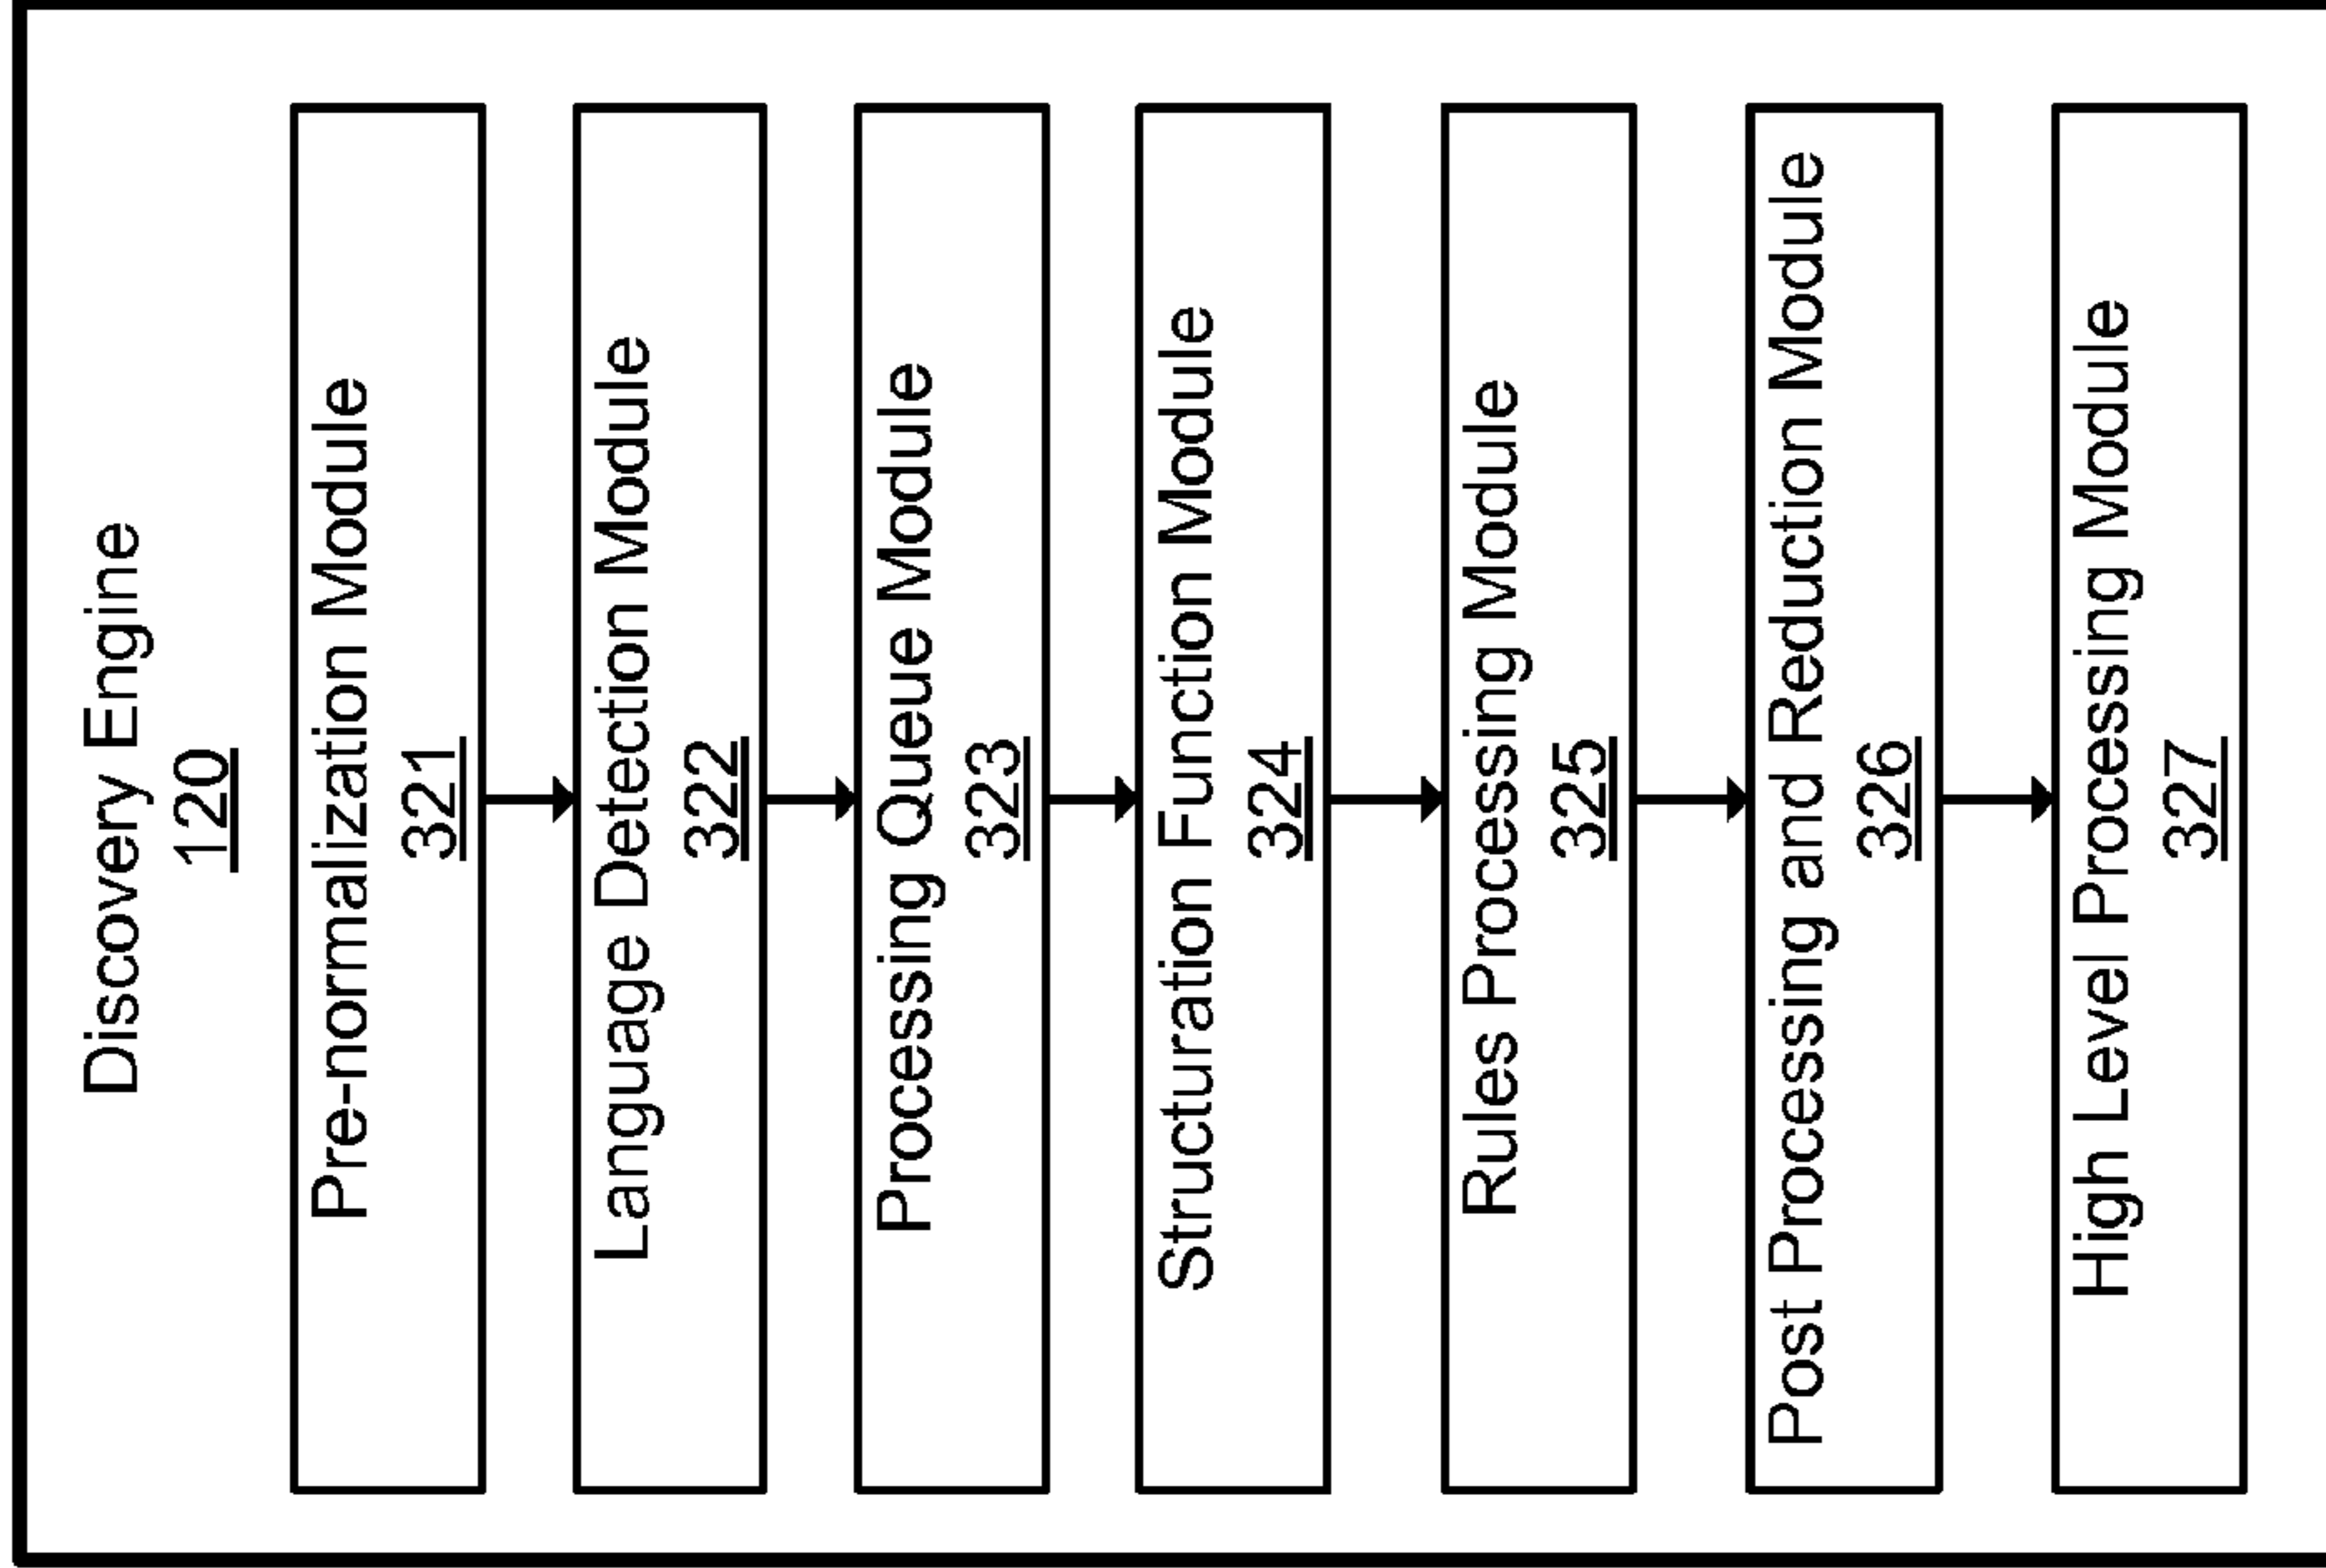 Discovery Engine
120
Pre-normalization Module
321
Language Detection Module
322
Processing Queue Module
323
Structuration Function Module
324
Rules Processing Module
325
Post Processing and Reduction Module
326
High Level Processing Module
327